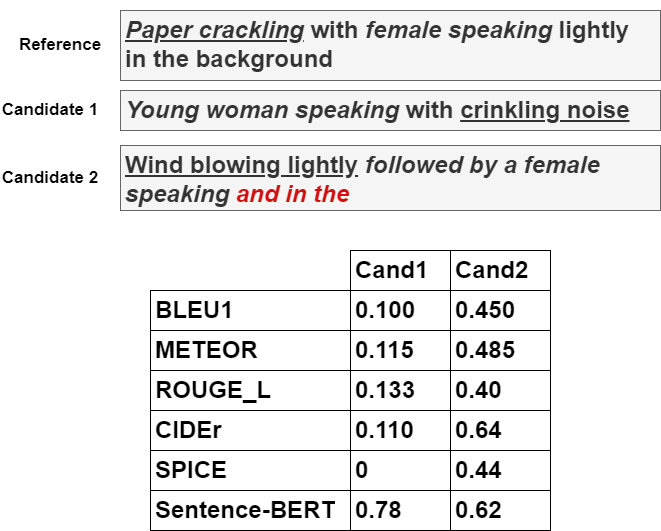 Reference
Paper crackling with female speaking lightly
in the background
Candidate 1
Young woman speaking with crinkling noise
Candidate 2
Wind blowing lightly followed by a female
speaking and in the
Cand1 Cand2
BLEU1 0.100 0.450
METEOR 0.115 0.485
ROUGE_L 0.133 0.40
CIDEr 0.110 0.64
SPICE 0 0.44
Sentence-BERT 0.78 0.62